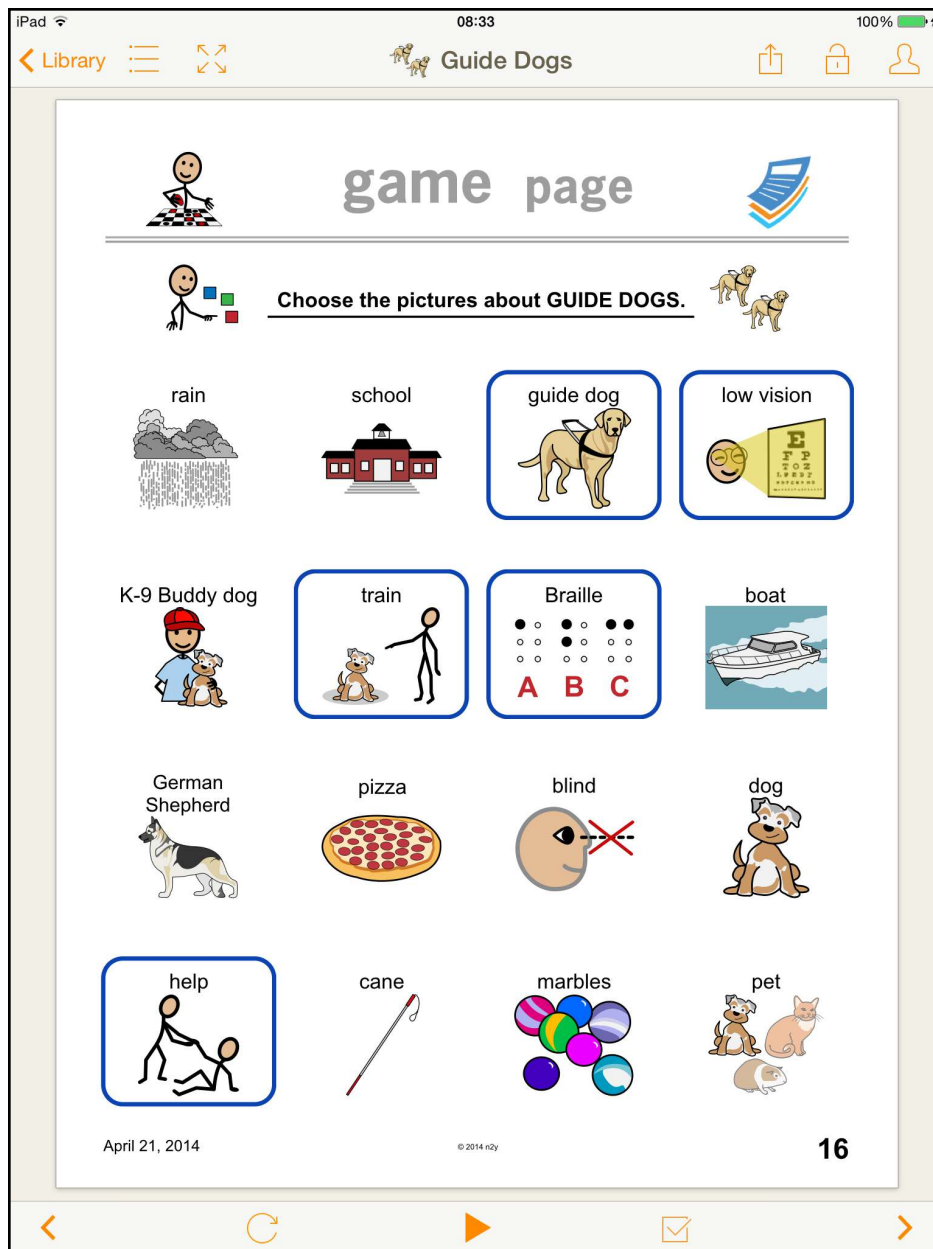 iPad 08:33 100%
Library Guide Dogs
game page
Choose the pictures about GUIDE DOGS.
rain school guide dog low vision
E
F P
T O Z
K-9 Buddy dog train Braille boat
A B C
German
Shepherd pizza blind dog
help cane marbles pet
April 21, 2014 © 2014 n2y 16